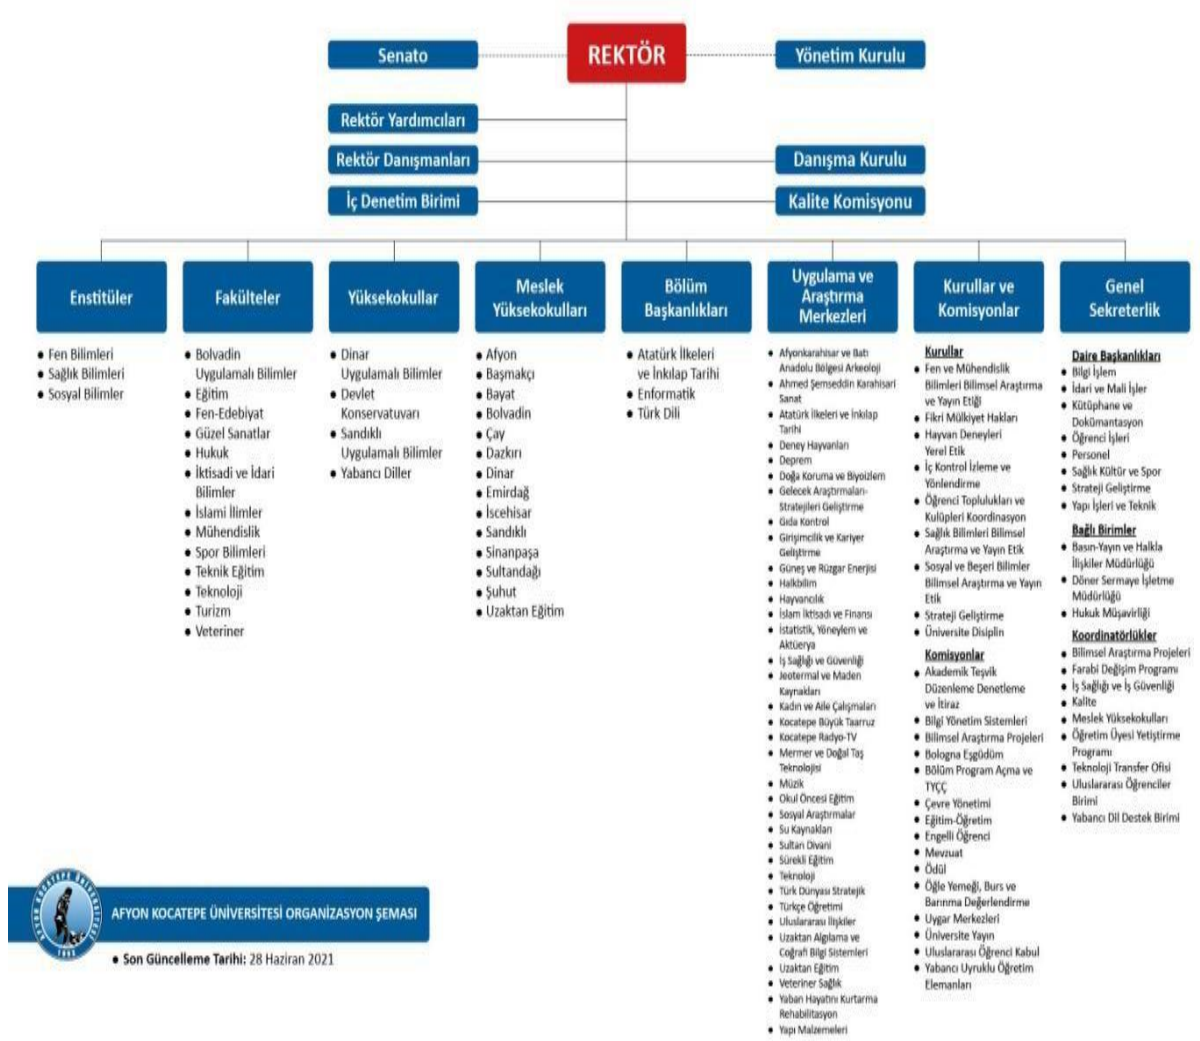 Senato
REKTÖR
Yönetim Kurulu
Rektör Yardımcıları
Rektör Danışmanları
Danışma Kurulu
İç Denetim Birimi
Kalite Komisyonu
Enstitüler
● Fen Bilimleri
● Sağlık Bilimleri
● Sosyal Bilimler
Fakülteler
● Bolvadin
Uygulamalı Bilimler
● Eğitim
● Fen-Edebiyat
● Güzel Sanatlar
● Hukuk
● İktisadi ve İdari
Bilimler
● İslami İlimler
● Mühendislik
● Spor Bilimleri
● Teknik Eğitim
● Teknoloji
● Turizm
● Veteriner
Yüksekokullar
● Dinar
Uygulamalı Bilimler
● Devlet
Konservatuvarı
● Sandıklı
Uygulamalı Bilimler
● Yabancı Diller
Meslek
Yüksekokulları
● Afyon
● Başmakçı
● Bayat
● Bolvadin
● Çay
● Dazkırı
● Dinar
● Emirdağ
● İscehisar
● Sandıklı
● Sinanpaşa
● Sultandağı
● Şuhut
● Uzaktan Eğitim
Bölüm
Başkanlıkları
● Atatürk İlkeleri
ve İnkılap Tarihi
● Enformatik
● Türk Dili
Uygulama ve
Araştırma
Merkezleri
● Afyonkarahisar ve Batı
Anadolu Bölgesi Arkeoloji
● Ahmed Şemseddin Karahisari
Sanat
● Atatürk İlkeleri ve İnkılap
Tarihi
● Deney Hayvanları
● Deprem
● Doğa Koruma ve Biyoizlem
● Gelecek Araştırmaları-
Stratejileri Geliştirme
● Gıda Kontrol
● Girişimcilik ve Kariyer
Geliştirme
● Güneş ve Rüzgar Enerjisi
● Halkbilim
● Hayvancılık
● İslam İktisadı ve Finansı
● İstatistik, Yöneylem ve
Aktüerya
● İş Sağlığı ve Güvenliği
● Jeotermal ve Maden
Kaynakları
● Kadın ve Aile Çalışmaları
● Kocatepe Büyük Taarruz
● Kocatepe Radyo-TV
● Mermer ve Doğal Taş
Teknolojisi
● Müzik
● Okul Öncesi Eğitim
● Sosyal Araştırmalar
● Su Kaynakları
● Sultan Divani
● Sürekli Eğitim
● Teknoloji
● Türk Dünyası Stratejik
● Türkçe Öğretimi
● Uluslararası İlişkiler
● Uzaktan Algılama ve
Coğrafi Bilgi Sistemleri
● Uzaktan Eğitim
● Veteriner Sağlık
● Yaban Hayatını Kurtarma
Rehabilitasyon
● Yapı Malzemeleri
Kurullar ve
Komisyonlar
Kurullar
● Fen ve Mühendislik
Bilimleri Bilimsel Araştırma
ve Yayın Etiği
● Fikri Mülkiyet Hakları
● Hayvan Deneyleri
Yerel Etik
● İç Kontrol İzleme ve
Yönlendirme
● Öğrenci Toplulukları ve
Kulüpleri Koordinasyon
● Sağlık Bilimleri Bilimsel
Araştırma ve Yayın Etik
● Sosyal ve Beşeri Bilimler
Bilimsel Araştırma ve Yayın
Etik
● Strateji Geliştirme
● Üniversite Disiplin
Komisyonlar
● Akademik Teşvik
Düzenleme Denetleme
ve İtiraz
● Bilgi Yönetim Sistemleri
● Bilimsel Araştırma Projeleri
● Bologna Eşgüdüm
● Bölüm Program Açma ve
TYÇÇ
● Çevre Yönetimi
● Eğitim-Öğretim
● Engelli Öğrenci
● Mevzuat
● Ödül
● Öğle Yemeği, Burs ve
Barınma Değerlendirme
● Uygar Merkezleri
● Üniversite Yayın
● Uluslararası Öğrenci Kabul
● Yabancı Uyruklu Öğretim
Elemanları
Genel
Sekreterlik
Daire Başkanlıkları
● Bilgi İşlem
● İdari ve Mali İşler
● Kütüphane ve
Dokümantasyon
● Öğrenci İşleri
● Personel
● Sağlık Kültür ve Spor
● Strateji Geliştirme
● Yapı İşleri ve Teknik
Bağlı Birimler
● Basın-Yayın ve Halkla
İlişkiler Müdürlüğü
● Döner Sermaye İşletme
Müdürlüğü
● Hukuk Müşavirliği
Koordinatörlükler
● Bilimsel Araştırma Projeleri
● Farabi Değişim Programı
● İş Sağlığı ve İş Güvenliği
● Kalite
● Meslek Yüksekokulları
● Öğretim Üyesi Yetiştirme
Programı
● Teknoloji Transfer Ofisi
● Uluslararası Öğrenciler
Birimi
● Yabancı Dil Destek Birimi
AFYON KOCATEPE ÜNİVERSİTESİ
1992
AFYON KOCATEPE ÜNİVERSİTESİ ORGANİZASYON ŞEMASI
● Son Güncelleme Tarihi: 28 Haziran 2021